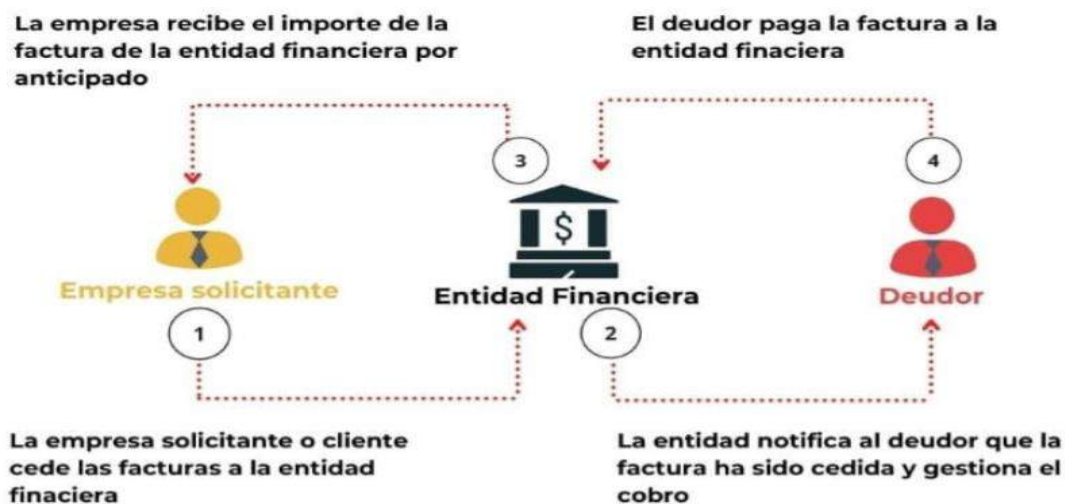 La empresa recibe el importe de la
factura de la entidad financiera por
anticipado
El deudor paga la factura a la
entidad finaciera
3
4
$
Empresa solicitante
Entidad Financiera
Deudor
1
2
La empresa solicitante o cliente
cede las facturas a la entidad
finaciera
La entidad notifica al deudor que la
factura ha sido cedida y gestiona el
cobro